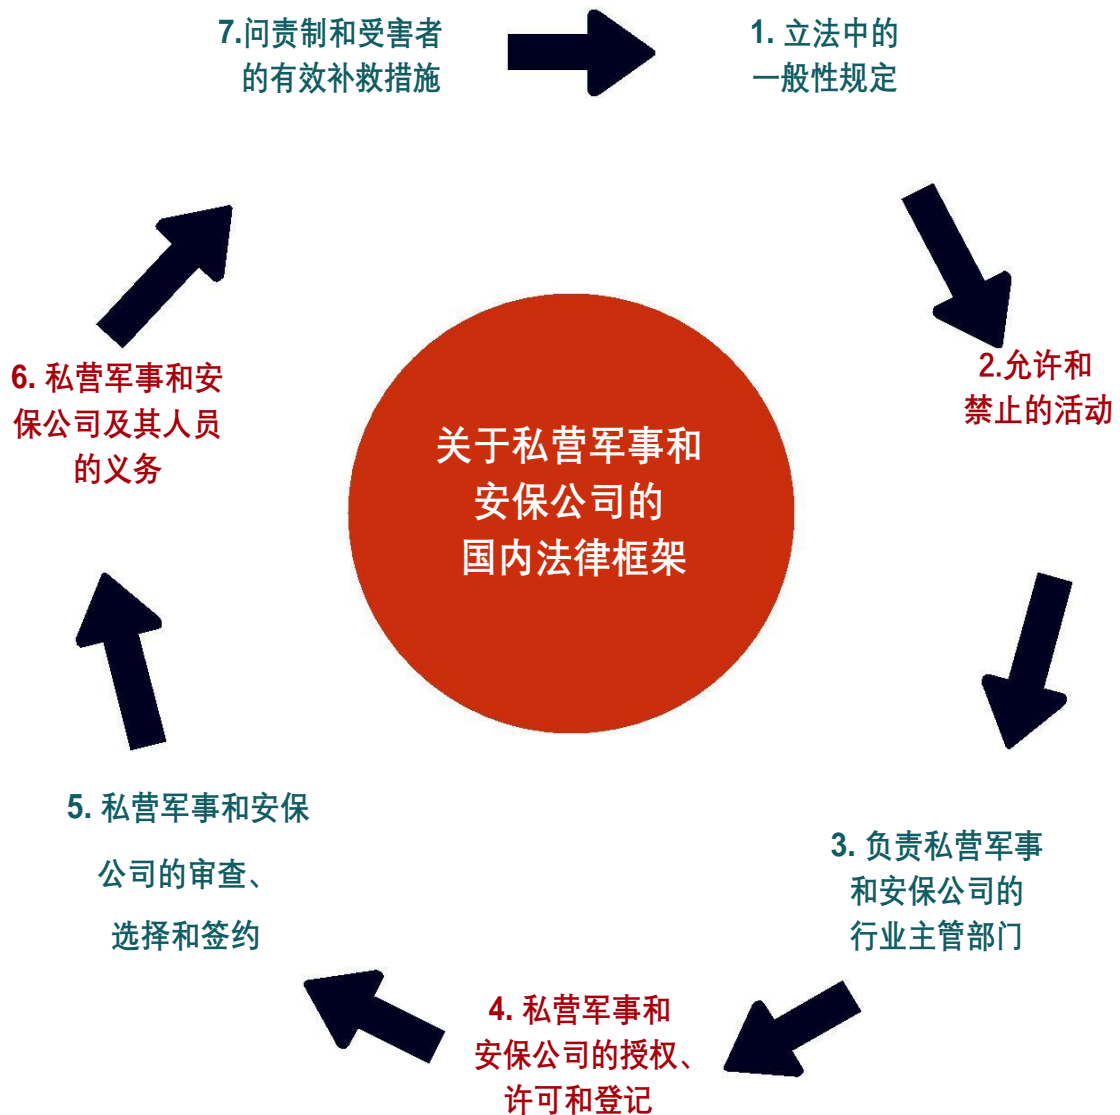 7.问责制和受害者
的有效补救措施
1. 立法中的
一般性规定
2.允许和
禁止的活动
6. 私营军事和安
保公司及其人员
的义务
关于私营军事和
安保公司的
国内法律框架
5. 私营军事和安保
公司的审查、
选择和签约
3. 负责私营军事
和安保公司的
行业主管部门
4. 私营军事和
安保公司的授权、
许可和登记